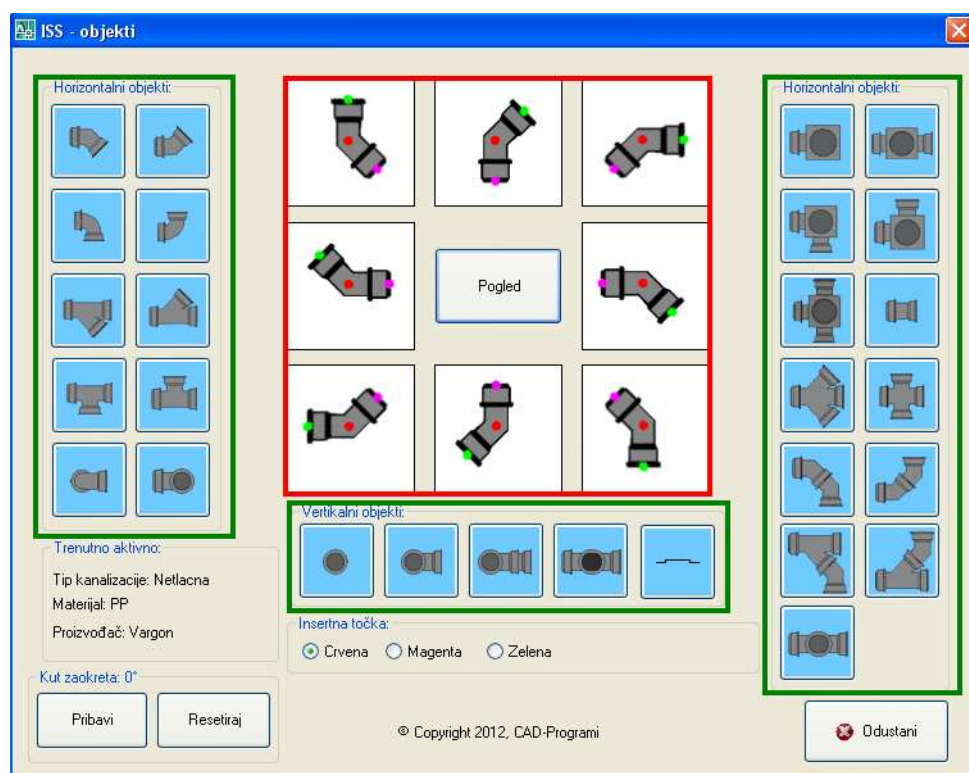 ISS - objekti
Horizontalni objekti:
Horizontalni objekti:
Pogled
Vertikalni objekti:
Trenutno aktivno:
Tip kanalizacije: Netlacna
Materijal: PP
Proizvođač: Vargon
Insertna točka:
Crvena Magenta Zelena
Kut zaokreta: 0°
Pribavi Resetiraj
© Copyright 2012, CAD-Programi
Odustani